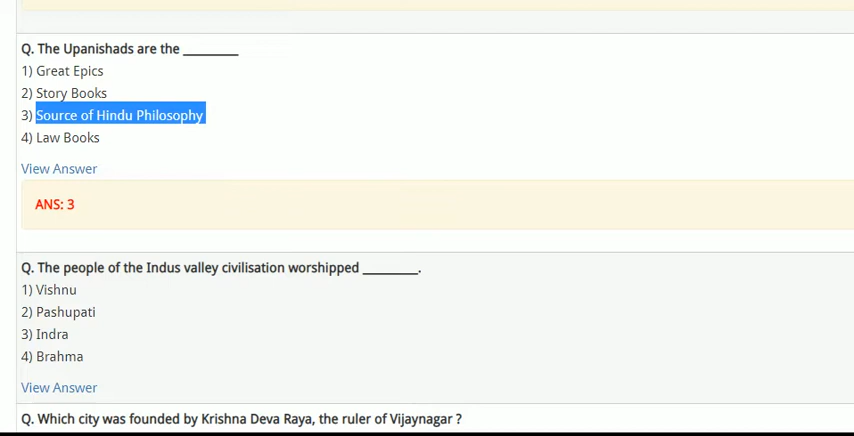 Q. The Upanishads are the _________
1) Great Epics
2) Story Books
3) Source of Hindu Philosophy
4) Law Books
View Answer
ANS: 3
Q. The people of the Indus valley civilisation worshipped _________.
1) Vishnu
2) Pashupati
3) Indra
4) Brahma
View Answer
Q. Which city was founded by Krishna Deva Raya, the ruler of Vijaynagar ?